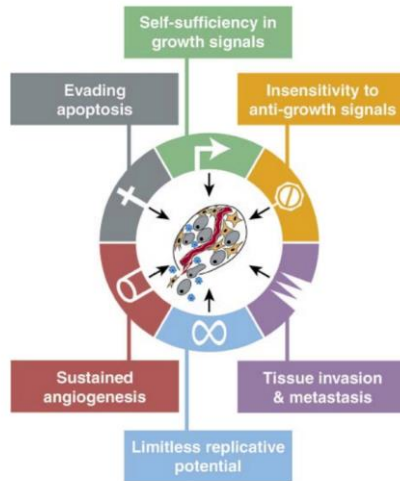 Self-sufficiency in
growth signals
Evading
apoptosis
Insensitivity to
anti-growth signals
Sustained
angiogenesis
Tissue invasion
& metastasis
Limitless replicative
potential